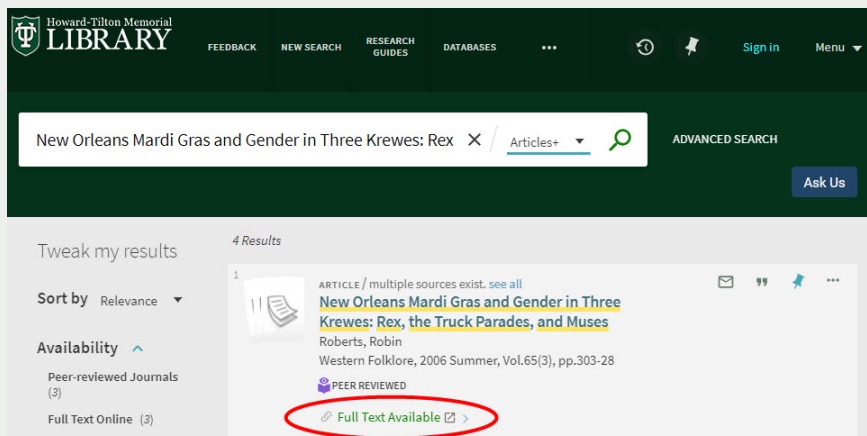 Howard-Tilton Memorial
LIBRARY
FEEDBACK
NEW SEARCH
RESEARCH
GUIDES
DATABASES
Sign in
Menu
New Orleans Mardi Gras and Gender in Three Krewes: Rex
Articles+
ADVANCED SEARCH
Ask Us
Tweak my results
Sort by Relevance
Availability
Peer-reviewed Journals
(3)
Full Text Online (3)
4 Results
1
ARTICLE / multiple sources exist. see all
New Orleans Mardi Gras and Gender in Three
Krewes: Rex, the Truck Parades, and Muses
Roberts, Robin
Western Folklore, 2006 Summer, Vol.65(3), pp.303-28
PEER REVIEWED
Full Text Available